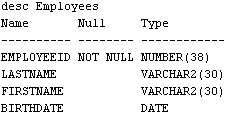 desc Employees
Name       Null     Type
---------- -------- ------------
EMPLOYEEID NOT NULL NUMBER(38)
LASTNAME            VARCHAR2(30)
FIRSTNAME           VARCHAR2(30)
BIRTHDATE           DATE